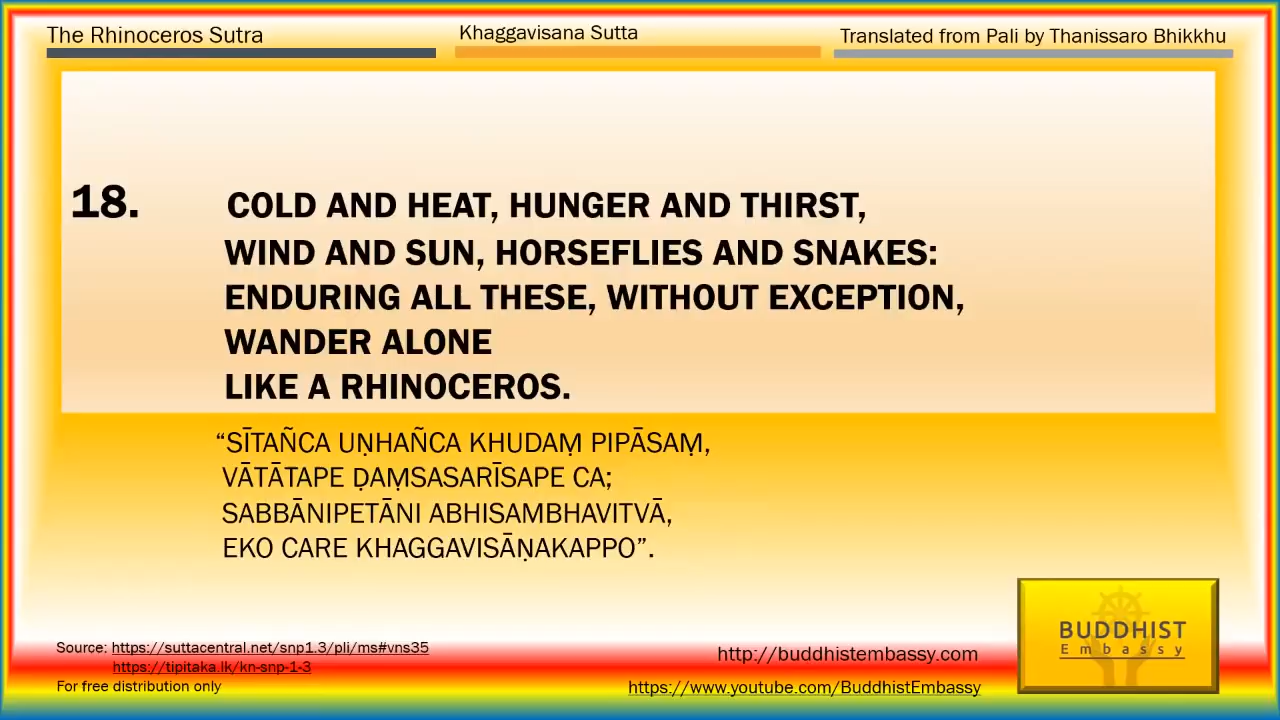 The Rhinoceros Sutra
Khaggavisana Sutta
Translated from Pali by Thanissaro Bhikkhu
18. COLD AND HEAT, HUNGER AND THIRST,
WIND AND SUN, HORSEFLIES AND SNAKES:
ENDURING ALL THESE, WITHOUT EXCEPTION,
WANDER ALONE
LIKE A RHINOCEROS.
“SĪTAÑCA UṆHAÑCA KHUDAṂ PIPĀSAṂ,
VĀTĀTAPE ḌAṂSASARĪSAPE CA;
SABBĀNIPETĀNI ABHISAMBHAVITVĀ,
EKO CARE KHAGGAVISĀṆAKAPPO”.
Source: https://suttacentral.net/snp1.3/pli/ms#vns35
https://tipitaka.lk/kn-snp-1-3
For free distribution only
http://buddhistembassy.com
https://www.youtube.com/BuddhistEmbassy
BUDDHIST
Embassy